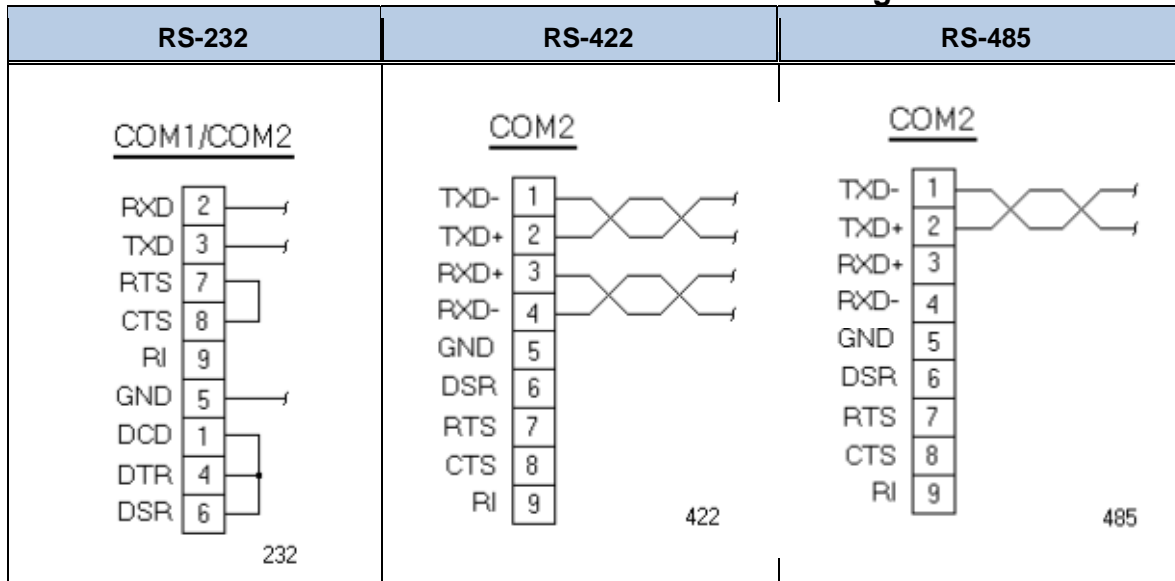 RS-232 RS-422 RS-485
COM1/COM2
RXD 2
TXD 3
RTS 7
CTS 8
RI 9
GND 5
DCD 1
DTR 4
DSR 6
232
COM2
TXD- 1
TXD+ 2
RXD+ 3
RXD- 4
GND 5
DSR 6
RTS 7
CTS 8
RI 9
422
COM2
TXD- 1
TXD+ 2
RXD+ 3
RXD- 4
GND 5
DSR 6
RTS 7
CTS 8
RI 9
485